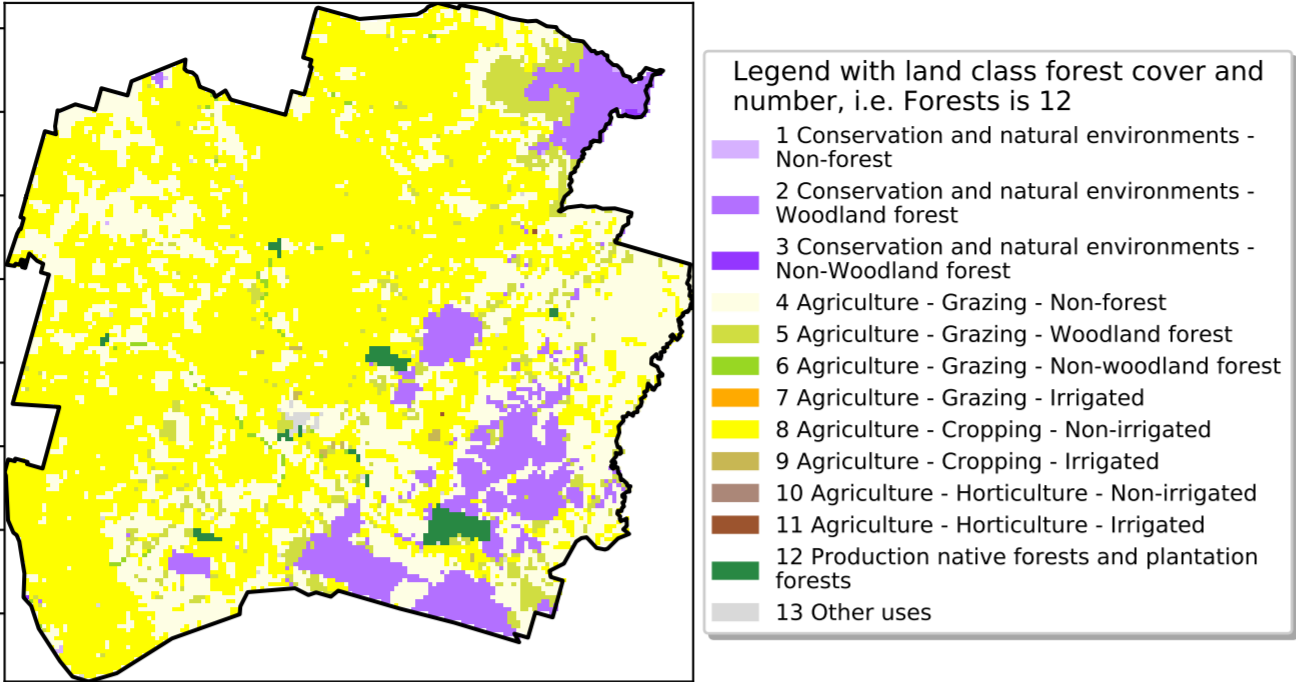 Legend with land class forest cover and
number, i.e. Forests is 12
1 Conservation and natural environments -
Non-forest
2 Conservation and natural environments -
Woodland forest
3 Conservation and natural environments -
Non-Woodland forest
4 Agriculture - Grazing - Non-forest
5 Agriculture - Grazing - Woodland forest
6 Agriculture - Grazing - Non-woodland forest
7 Agriculture - Grazing - Irrigated
8 Agriculture - Cropping - Non-irrigated
9 Agriculture - Cropping - Irrigated
10 Agriculture - Horticulture - Non-irrigated
11 Agriculture - Horticulture - Irrigated
12 Production native forests and plantation
forests
13 Other uses